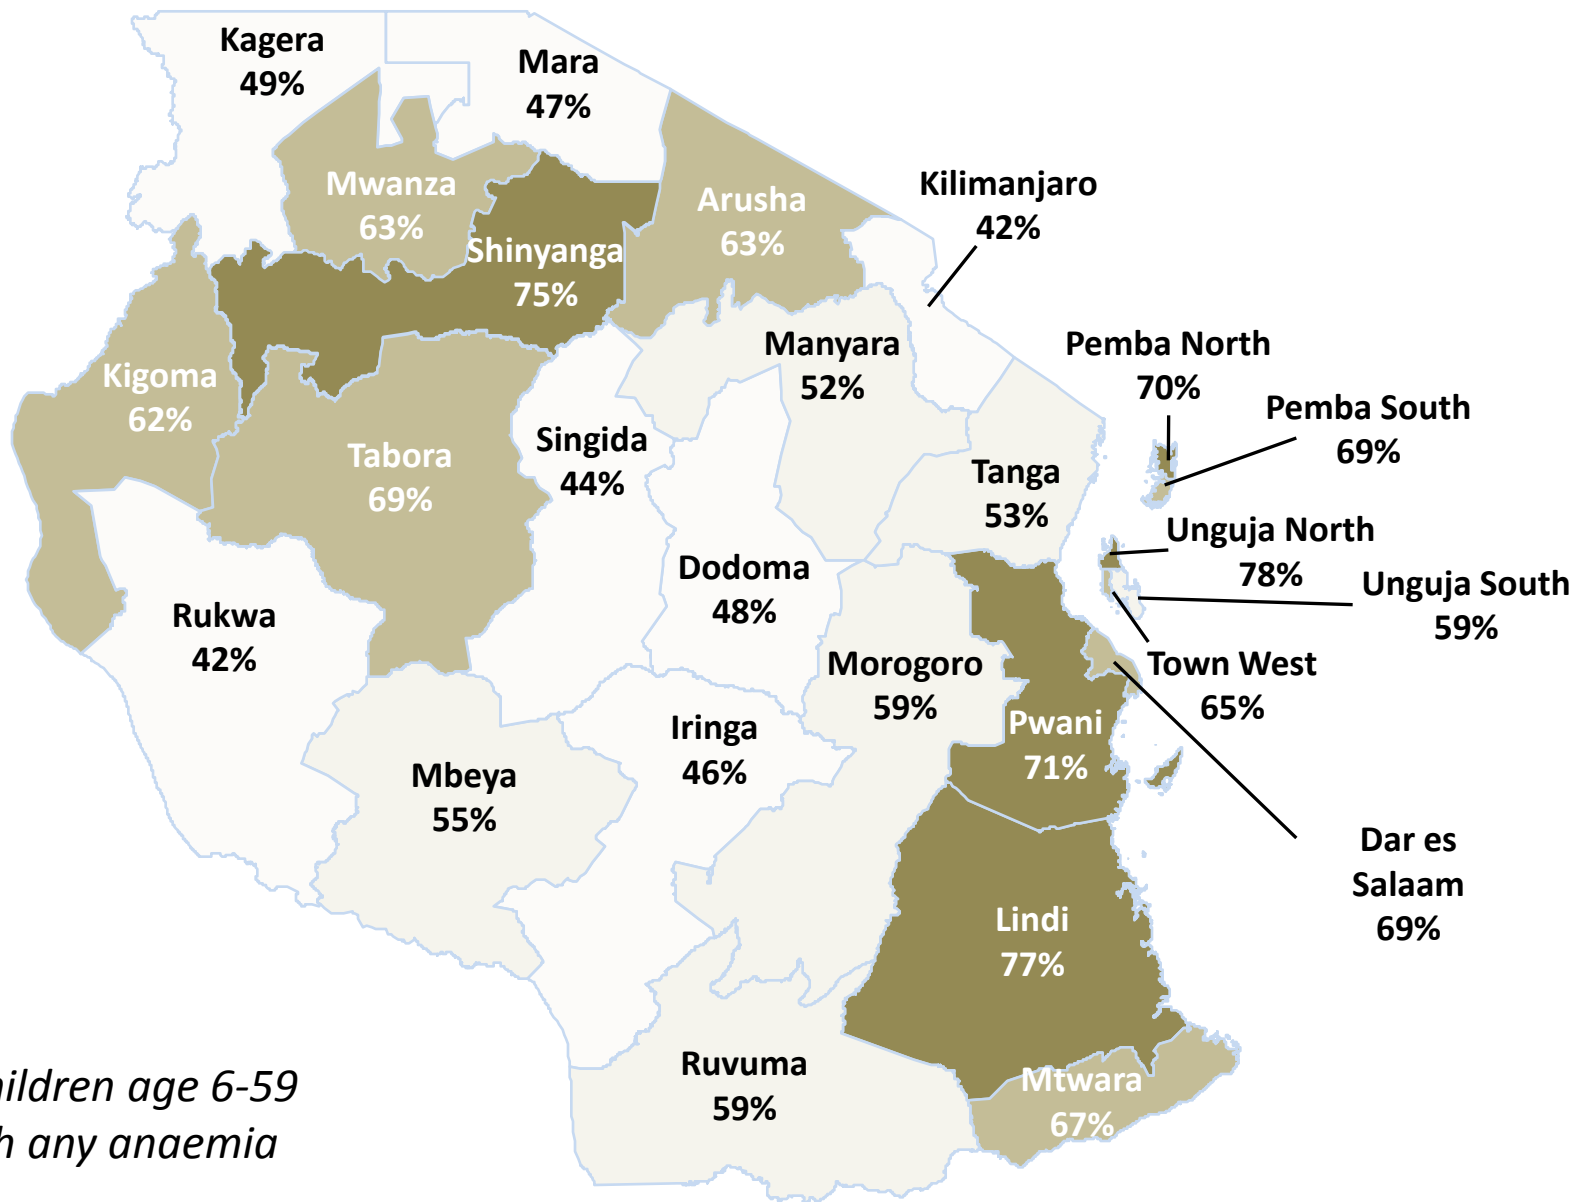 Kagera
49%
Mara
47%
Mwanza
63%
Shinyanga
75%
Arusha
63%
Kilimanjaro
42%
Kigoma
62%
Tabora
69%
Singida
44%
Manyara
52%
Pemba North
70%
Pemba South
69%
Tanga
53%
Unguja North
78%
Unguja South
59%
Dodoma
48%
Rukwa
42%
Morogoro
59%
Town West
65%
Pwani
71%
Iringa
46%
Mbeya
55%
Dar es
Salaam
69%
Lindi
77%
Ruvuma
59%
Mtwara
67%
age 6-59
any anaemia